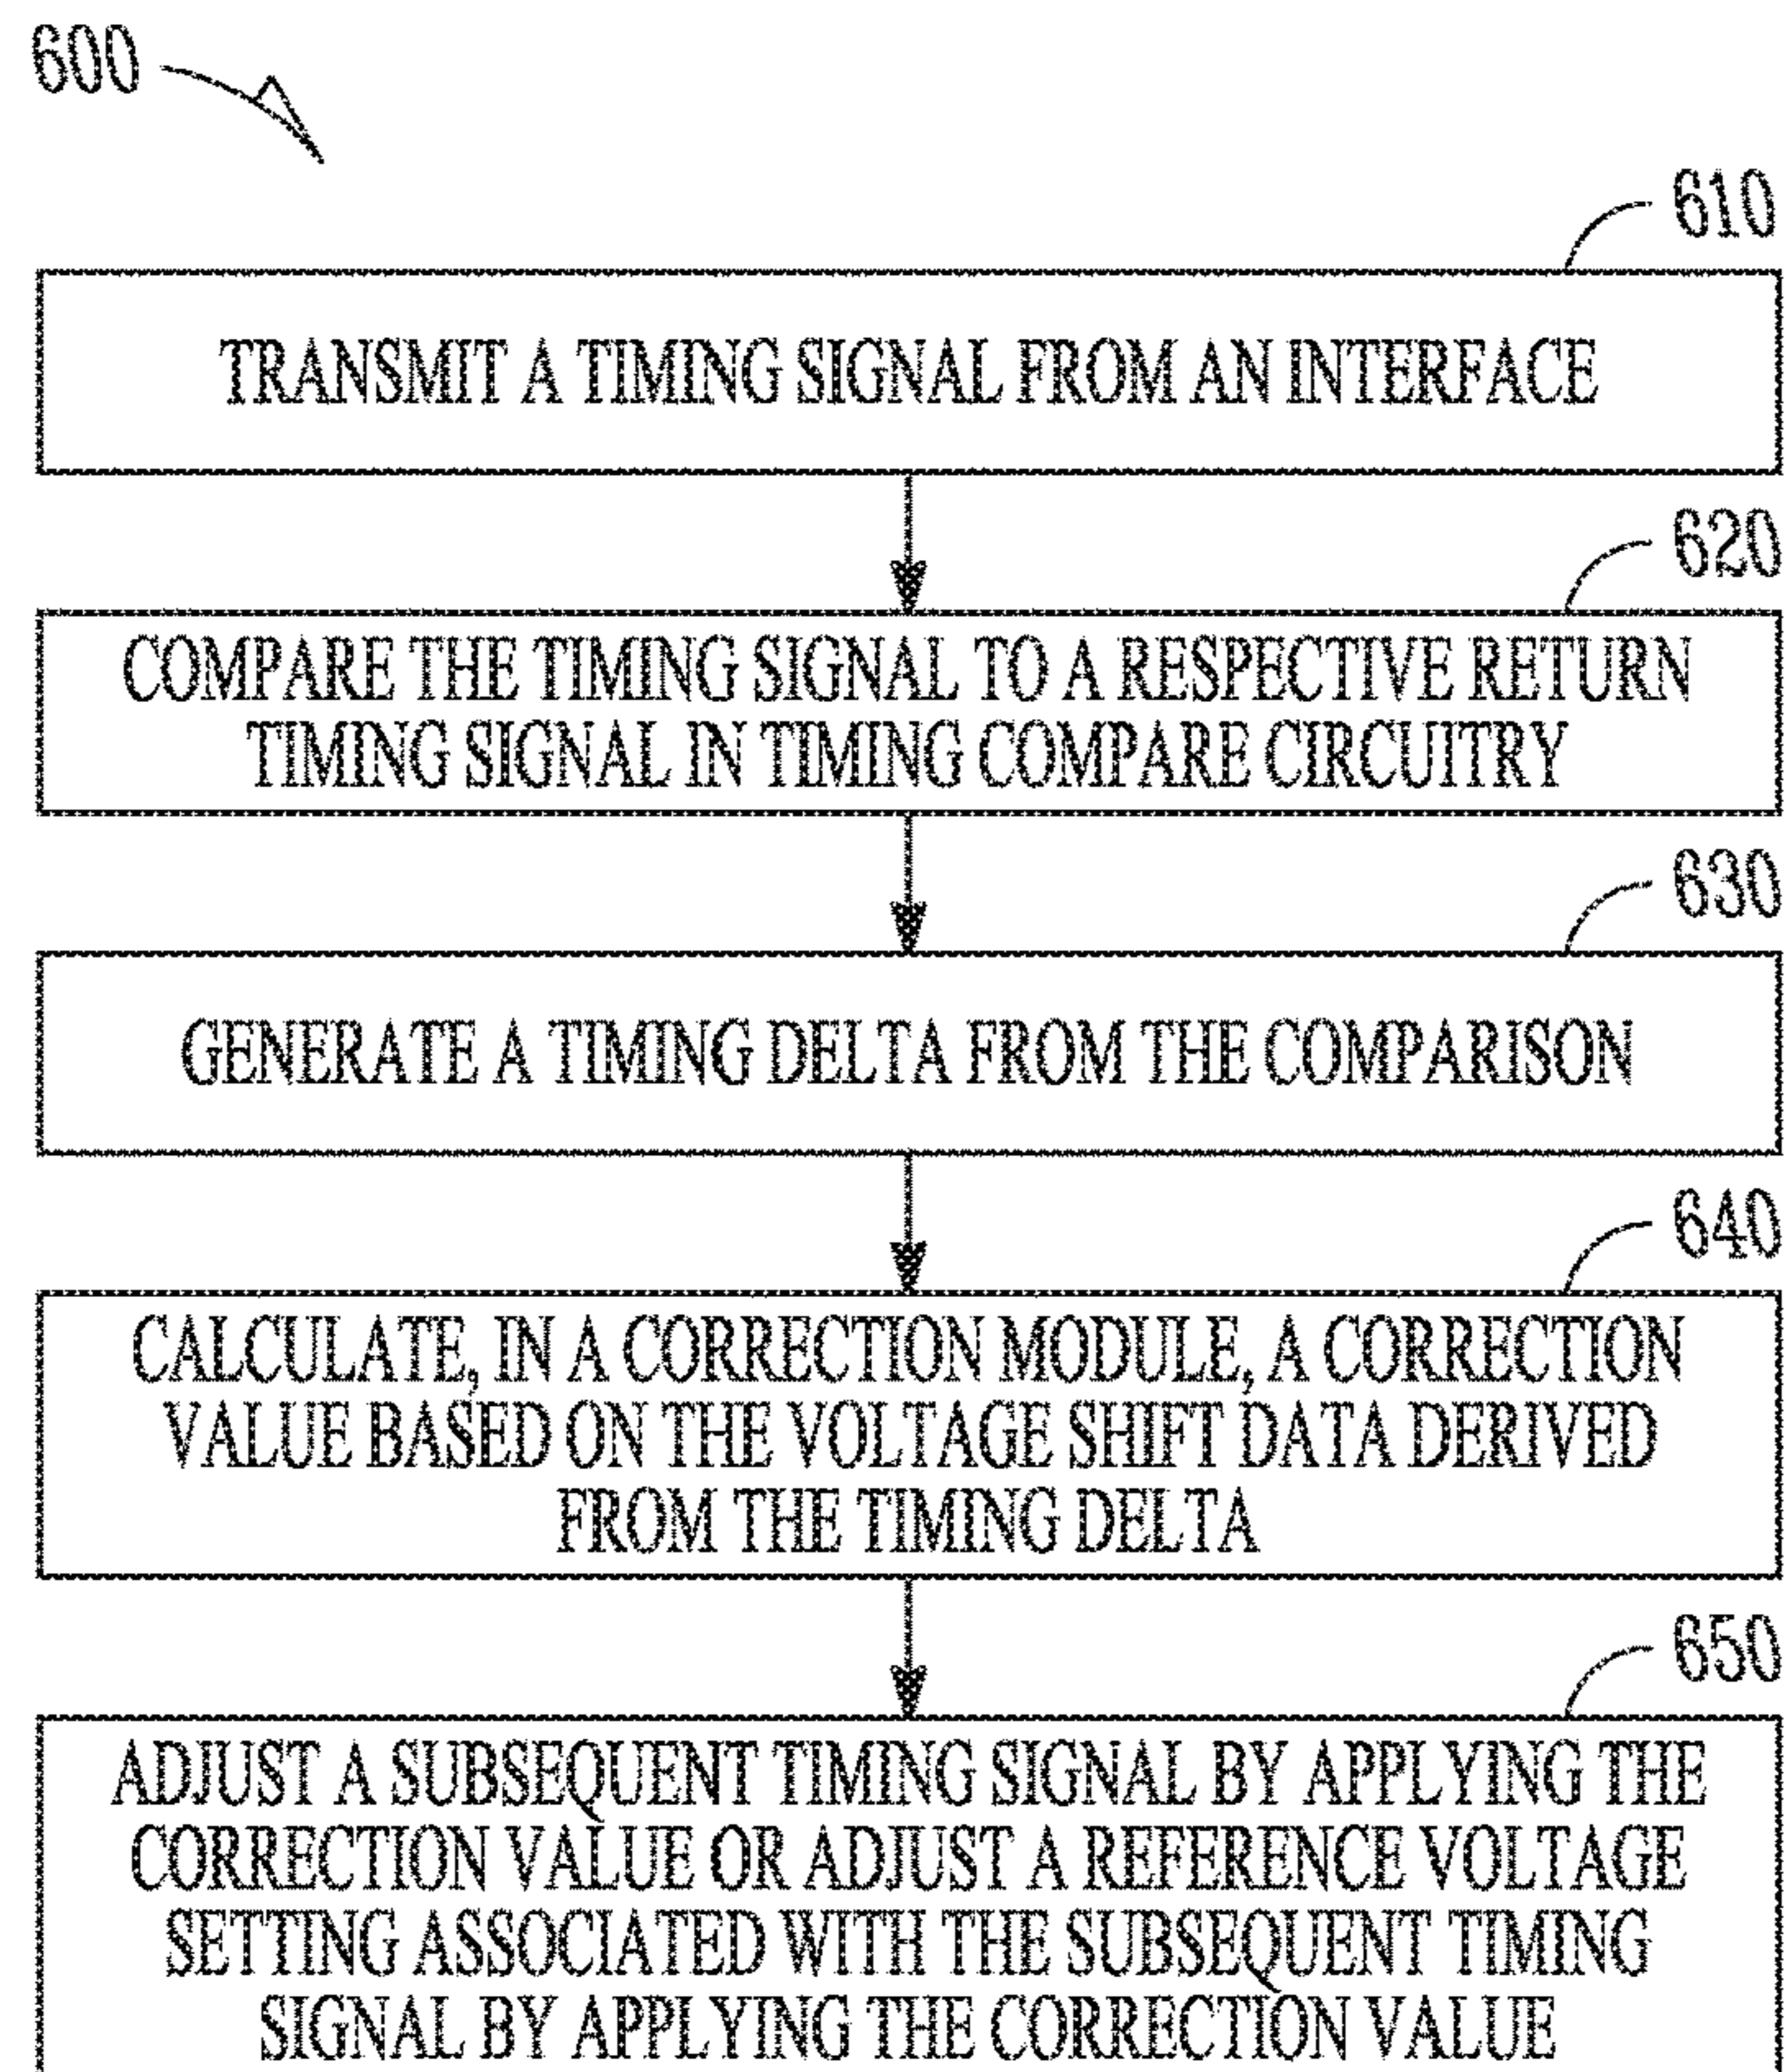 600
610
TRANSMIT A TIMING SIGNAL FROM AN INTERFACE
620
COMPARE THE TIMING SIGNAL TO A RESPECTIVE RETURN
TIMING SIGNAL IN TIMING COMPARE CIRCUITRY
630
GENERATE A TIMING DELTA FROM THE COMPARISON
640
CALCULATE, IN A CORRECTION MODULE, A CORRECTION
VALUE BASED ON THE VOLTAGE SHIFT DATA DERIVED
FROM THE TIMING DELTA
650
ADJUST A SUBSEQUENT TIMING SIGNAL BY APPLYING THE
CORRECTION VALUE OR ADJUST A REFERENCE VOLTAGE
SETTING ASSOCIATED WITH THE SUBSEQUENT TIMING
SIGNAL BY APPLYING THE CORRECTION VALUE